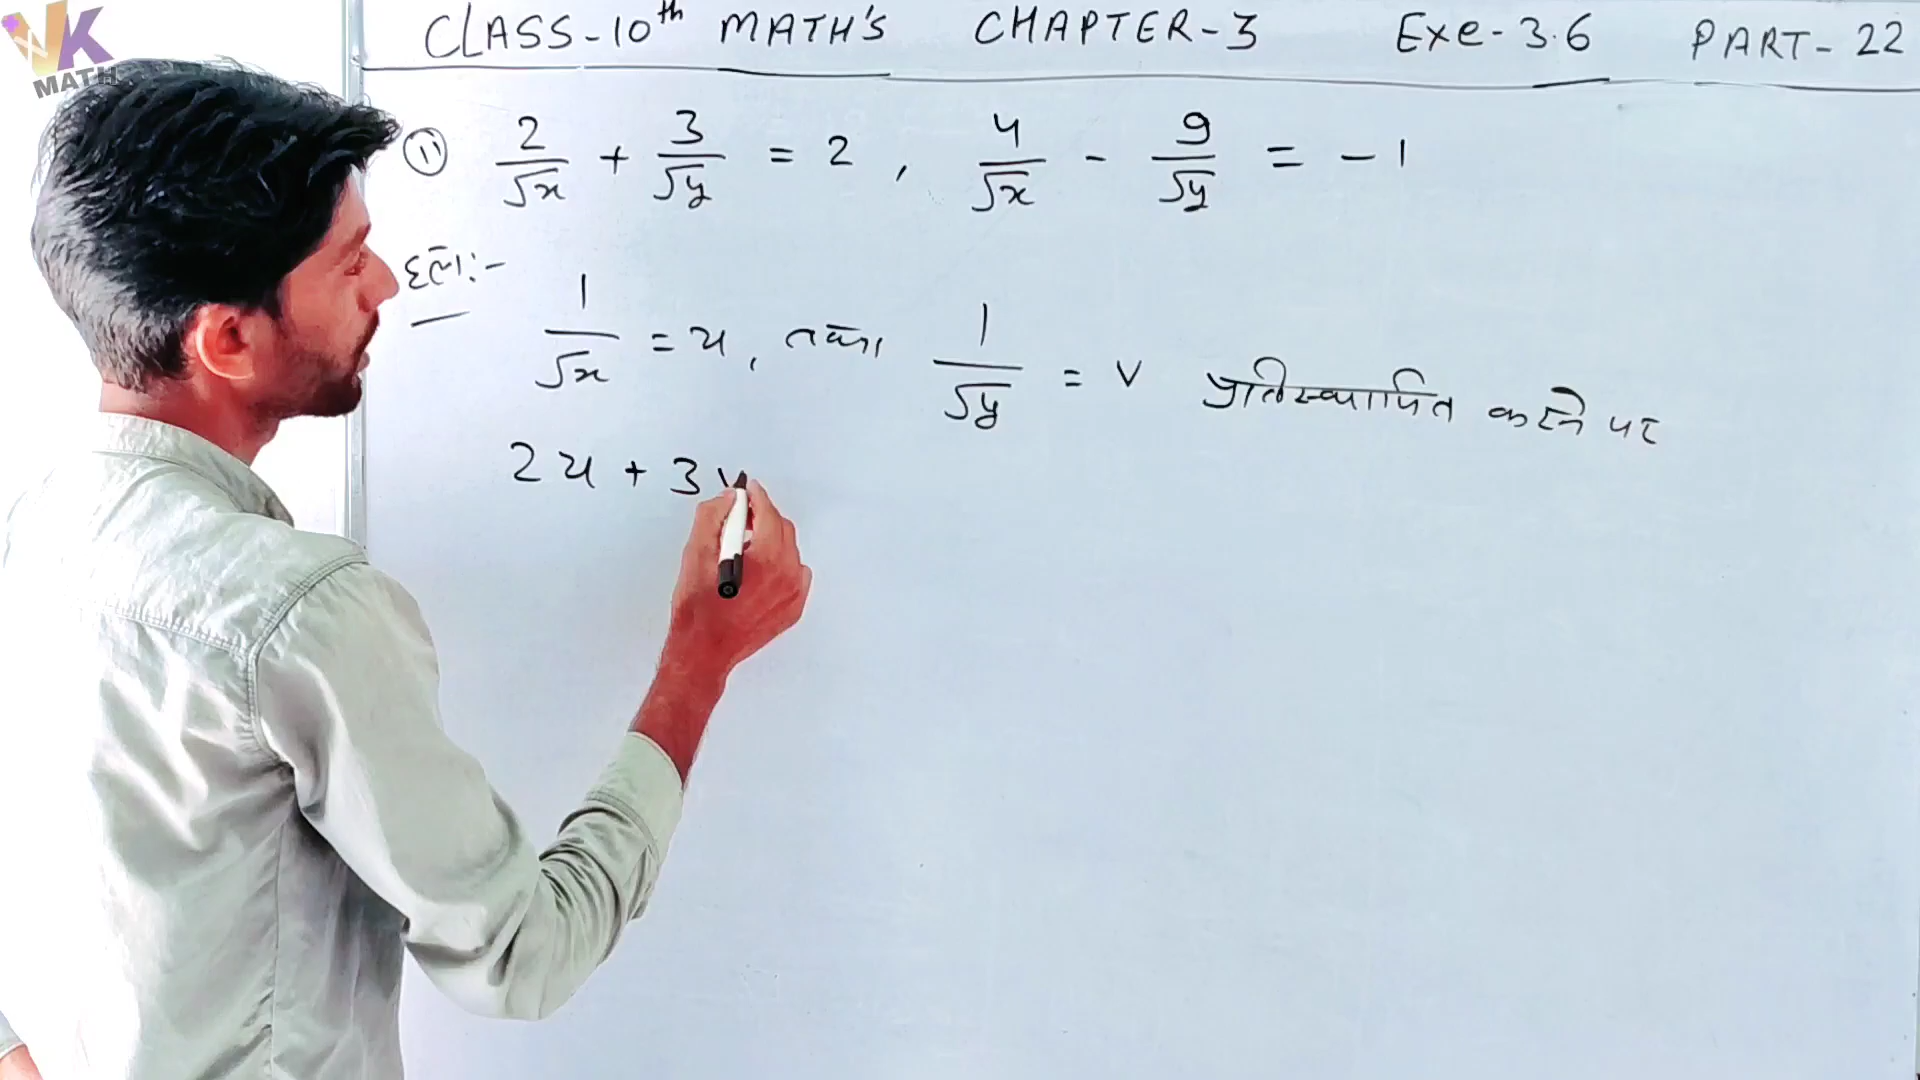 VK
MATH
CLASS-10th MATH'S CHAPTER-3 Exe-3.6 PART-22
(ii) 2/√x + 3/√y = 2 , 4/√x - 9/√y = -1
हल:-
1/√x = u, तथा 1/√y = v प्रतिस्थापित करने पर
2u + 3v